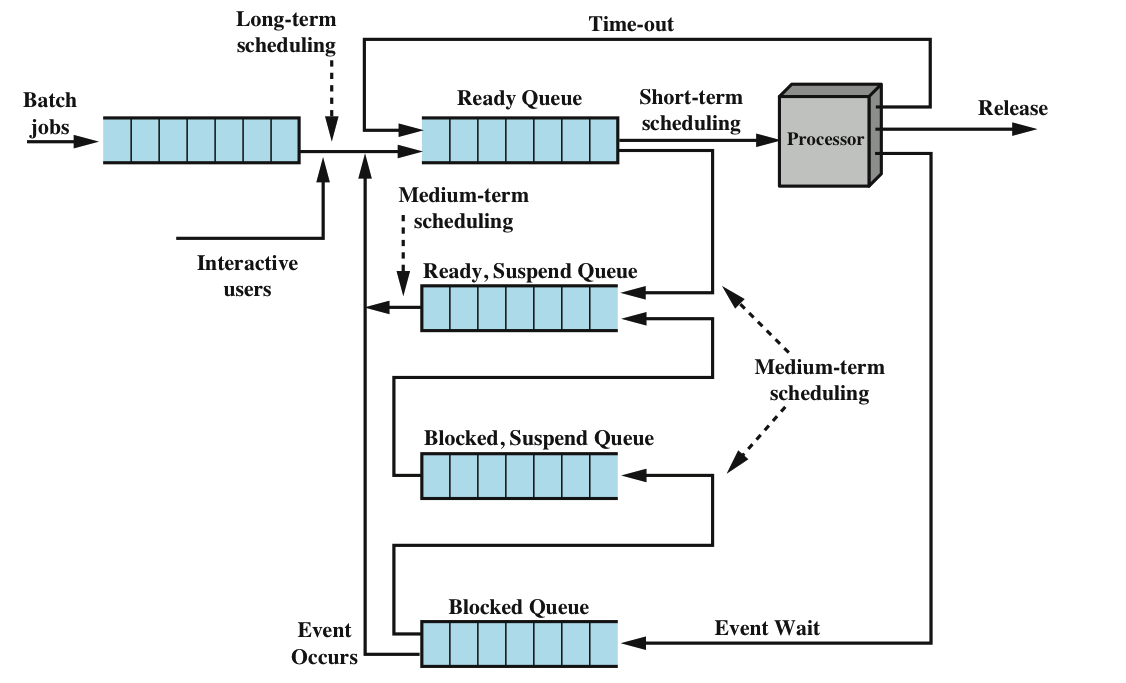 Long-term
scheduling
Time-out
Batch
jobs
Ready Queue
Short-term
scheduling
Processor
Release
Medium-term
scheduling
Interactive
users
Ready, Suspend Queue
Medium-term
scheduling
Blocked, Suspend Queue
Blocked Queue
Event
Occurs
Event Wait